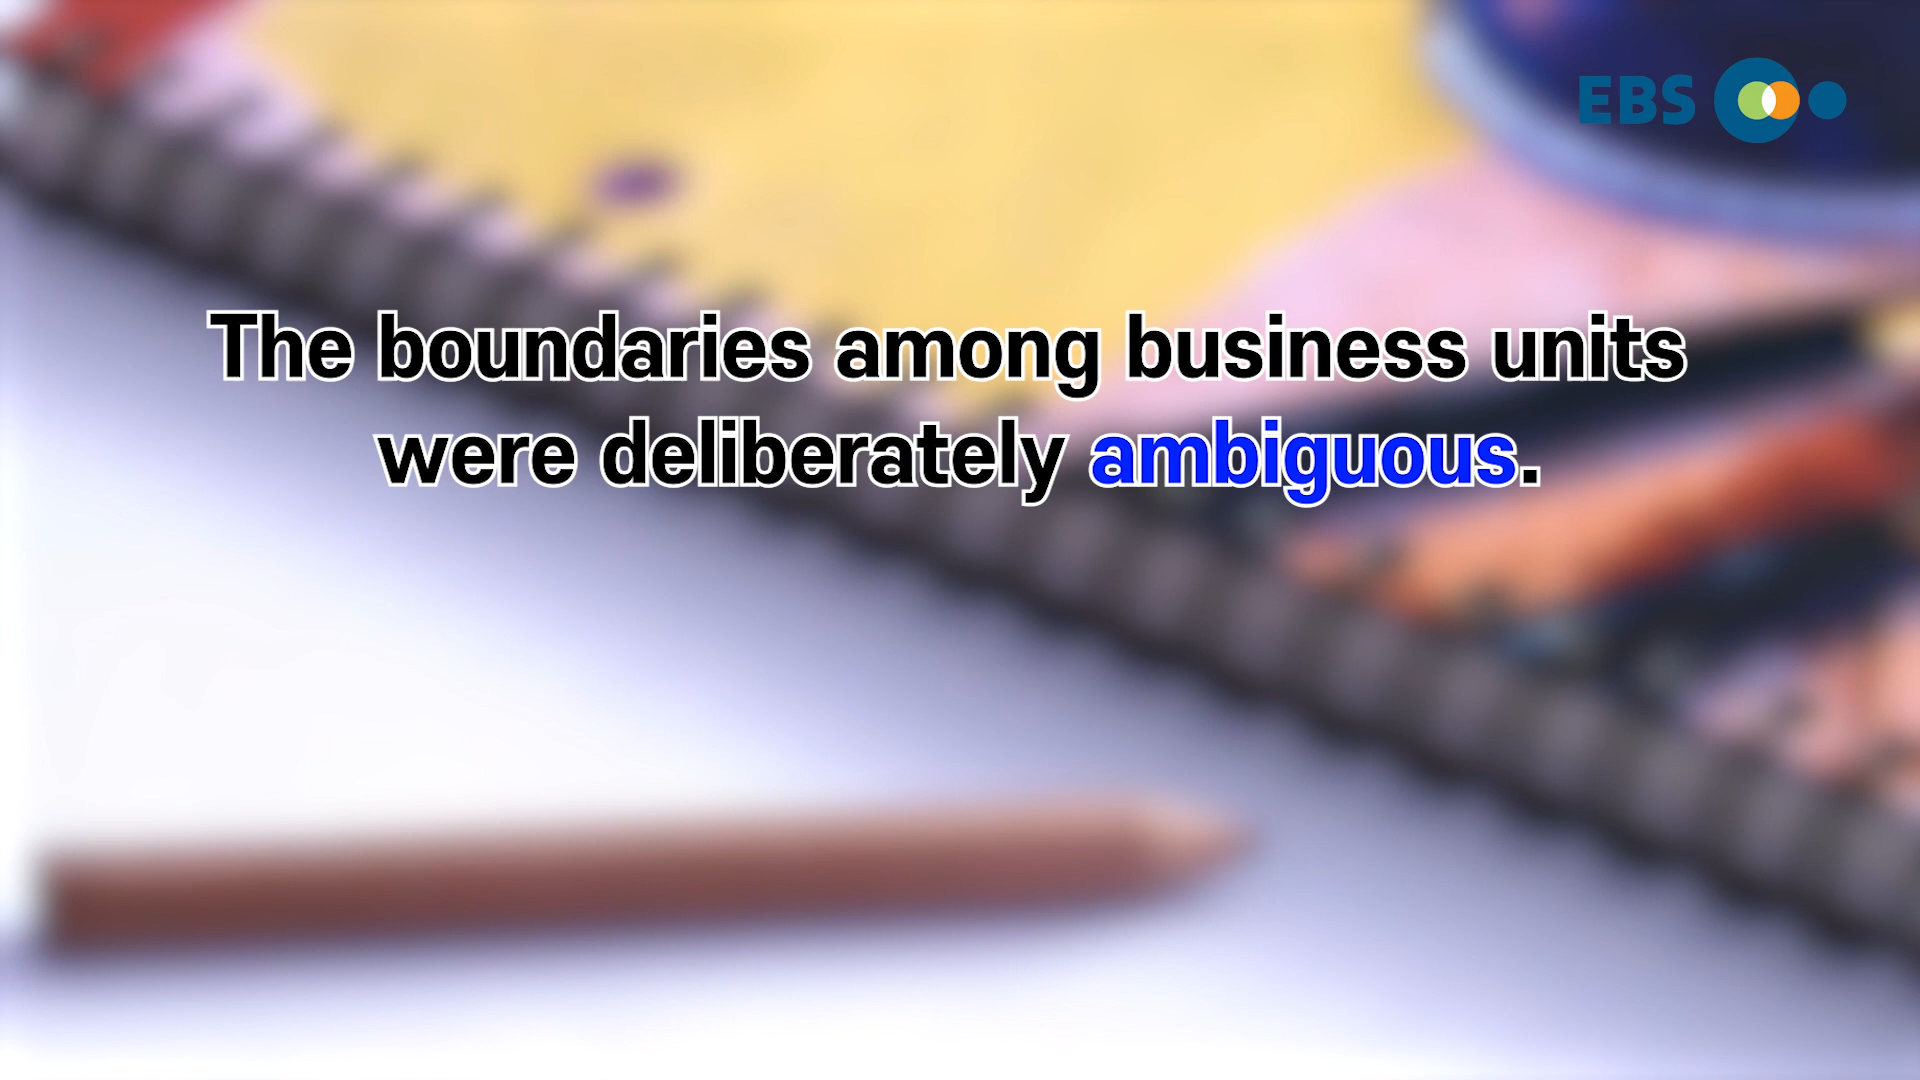 EBS
The boundaries among business units
were deliberately ambiguous.